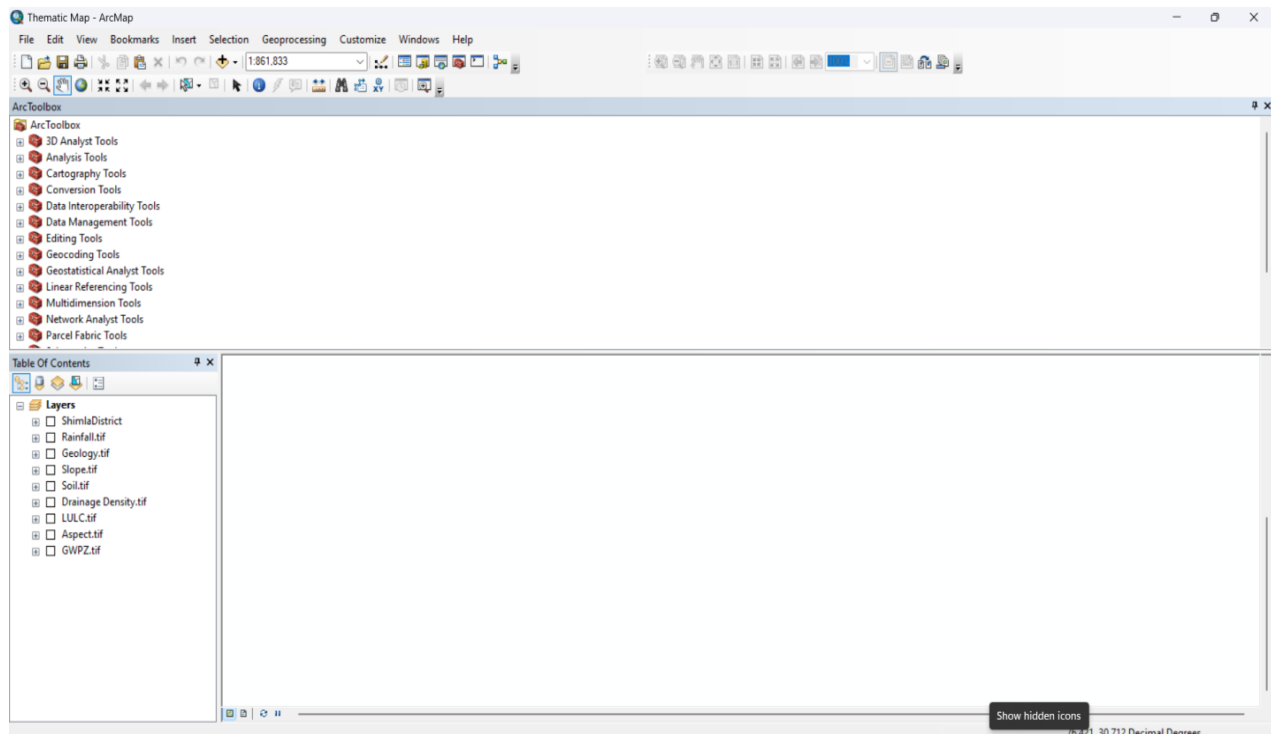 Thematic Map - ArcMap
File Edit View Bookmarks Insert Selection Geoprocessing Customize Windows Help
1:861,833
ArcToolbox
ArcToolbox
3D Analyst Tools
Analysis Tools
Cartography Tools
Conversion Tools
Data Interoperability Tools
Data Management Tools
Editing Tools
Geocoding Tools
Geostatistical Analyst Tools
Linear Referencing Tools
Multidimension Tools
Network Analyst Tools
Parcel Fabric Tools
Table Of Contents
Layers
ShimlaDistrict
Rainfall.tif
Geology.tif
Slope.tif
Soil.tif
Drainage Density.tif
LULC.tif
Aspect.tif
GWPZ.tif
Show hidden icons
30.712 Decimal Degrees